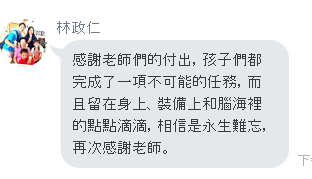 林政仁
感謝老師們的付出, 孩子們都
完成了一項不可能的任務, 而
且留在身上、裝備上和腦海裡
的點點滴滴, 相信是永生難忘,
再次感謝老師。
下